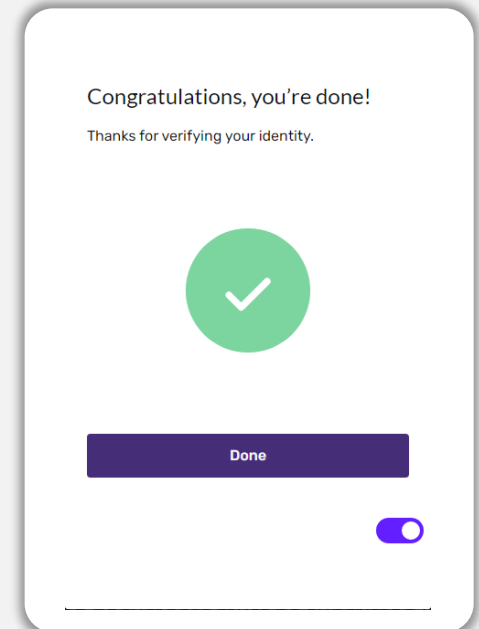 Congratulations, you’re done!
Thanks for verifying your identity.
Done